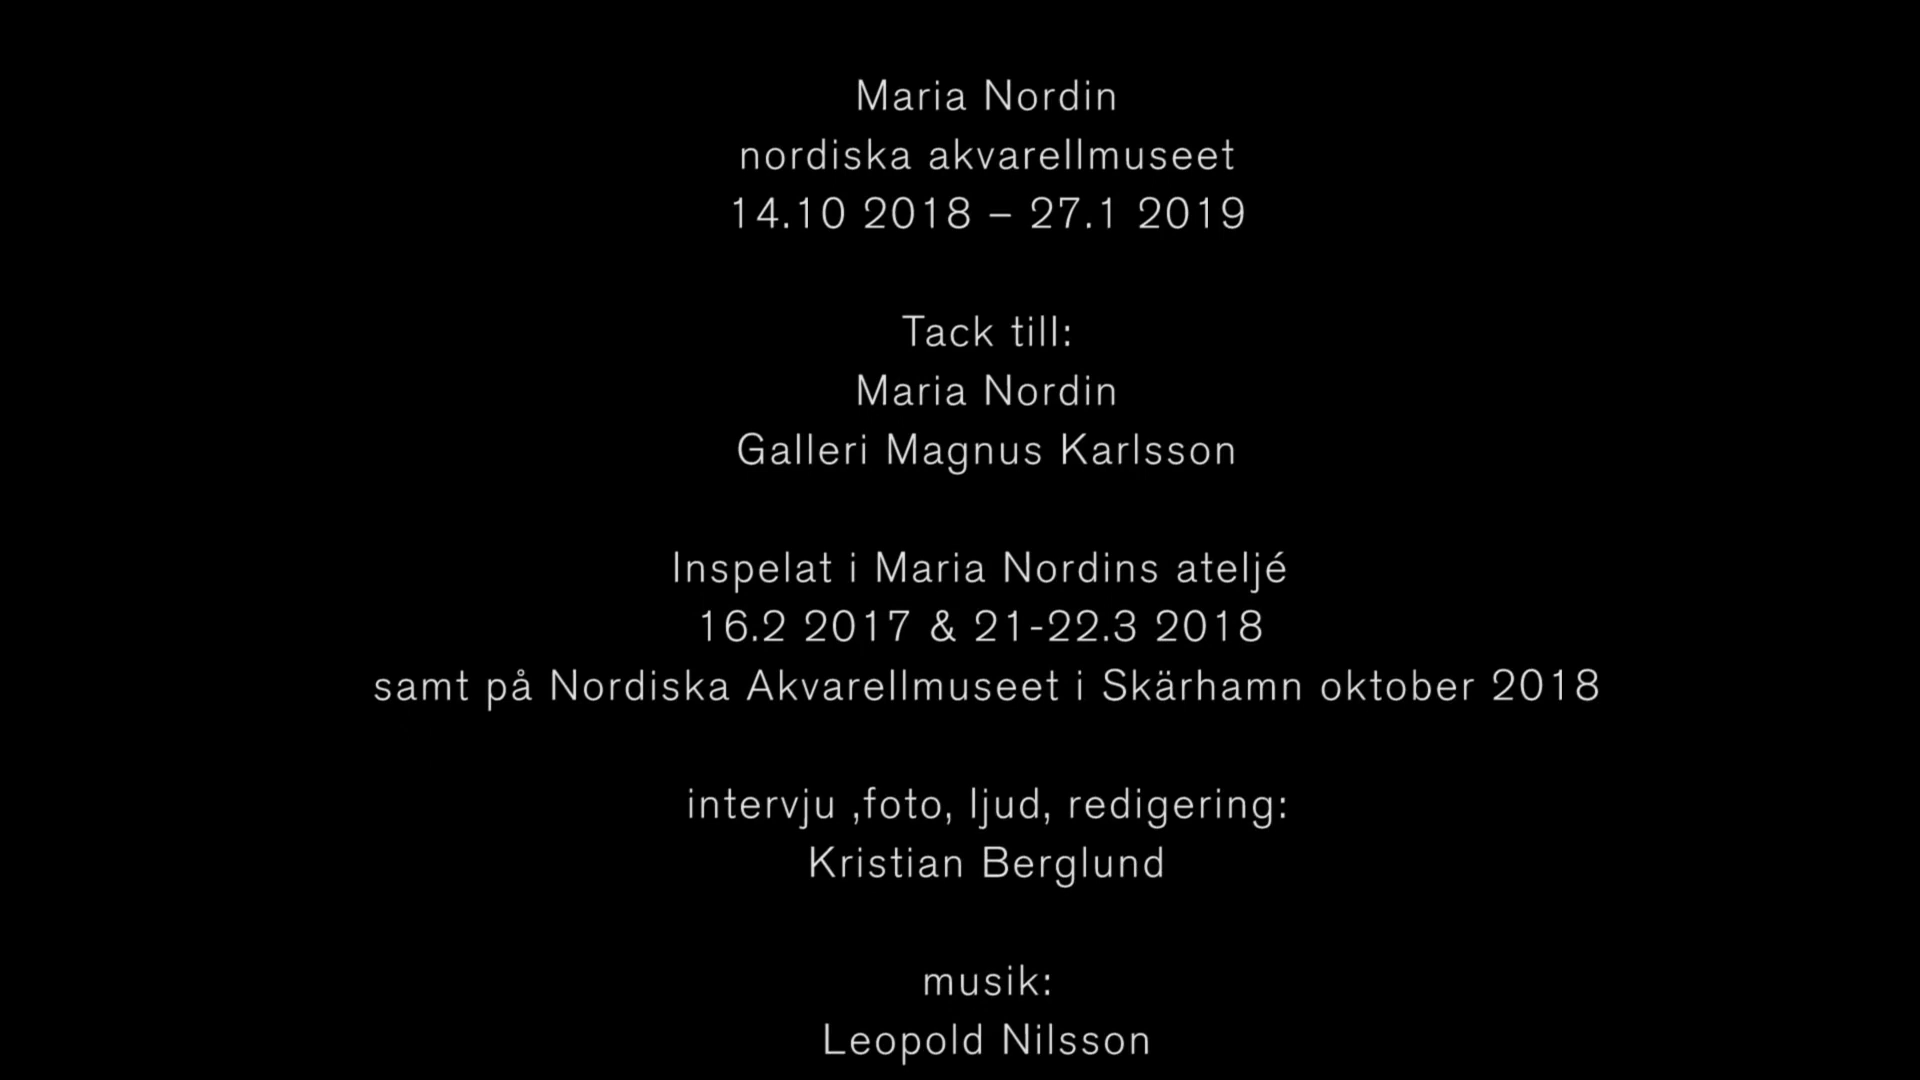 Maria Nordin
nordiska akvarellmuseet
14.10 2018 – 27.1 2019
Tack till:
Maria Nordin
Galleri Magnus Karlsson
Inspelat i Maria Nordins ateljé
16.2 2017 & 21-22.3 2018
samt på Nordiska Akvarellmuseet i Skärhamn oktober 2018
intervju ,foto, ljud, redigering:
Kristian Berglund
musik:
Leopold Nilsson